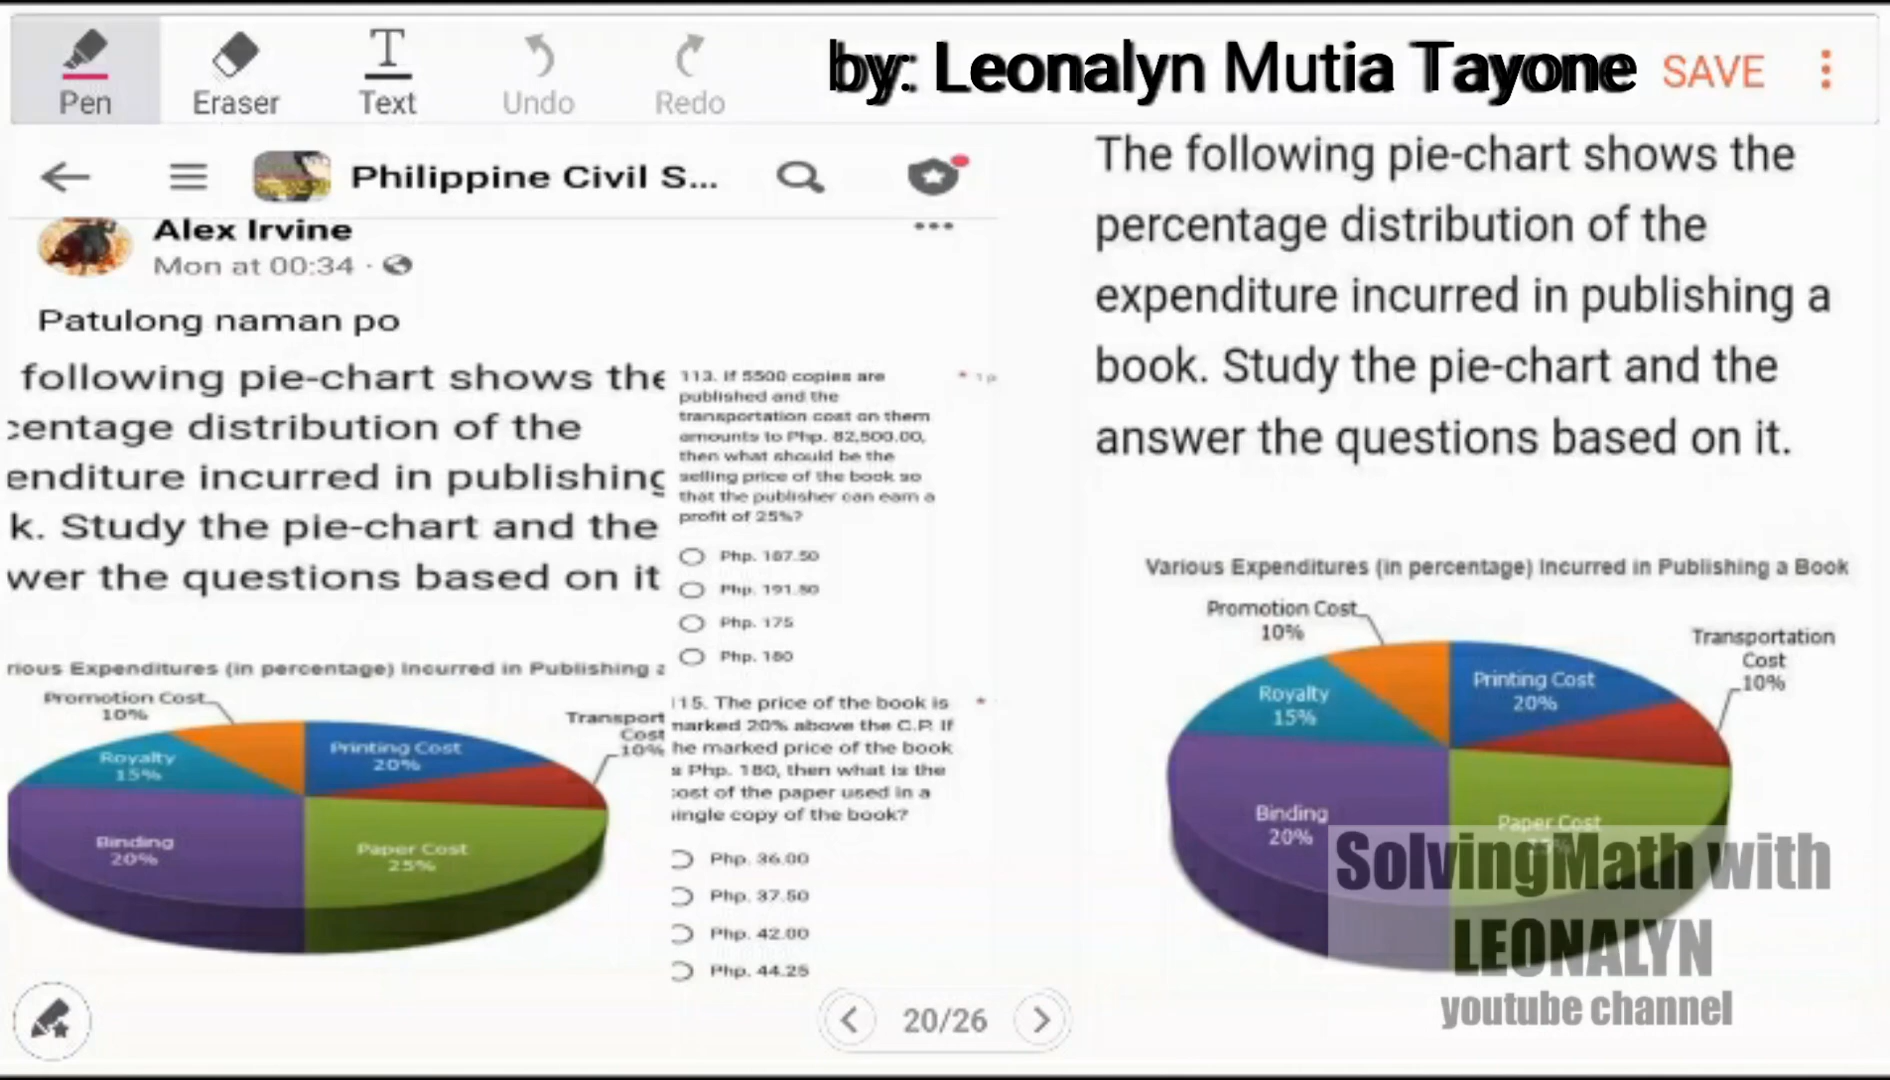 Pen
Eraser
Text
Undo
Redo
by: Leonalyn Mutia Tayone
SAVE
Philippine Civil S...
Alex Irvine
Mon at 00:34 ·
Patulong naman po
following pie-chart shows the
centage distribution of the
enditure incurred in publishing
k. Study the pie-chart and the
wer the questions based on it
rious Expenditures (in percentage) Incurred in Publishing a
Promotion Cost
10%
Transport
Cost
10%
Royalty
15%
Printing Cost
20%
Binding
20%
Paper Cost
25%
113. If 5500 copies are
published and the
transportation cost on them
amounts to Php. 82,500.00,
then what should be the
selling price of the book so
that the publisher can earn a
profit of 25%?
* 1p
Php. 187.50
Php. 191.50
Php. 175
Php. 180
115. The price of the book is
*
marked 20% above the C.P. If
he marked price of the book
s Php. 180, then what is the
cost of the paper used in a
single copy of the book?
Php. 36.00
Php. 37.50
Php. 42.00
Php. 44.25
20/26
The following pie-chart shows the
percentage distribution of the
expenditure incurred in publishing a
book. Study the pie-chart and the
answer the questions based on it.
Various Expenditures (in percentage) Incurred in Publishing a Book
Promotion Cost
10%
Transportation
Cost
10%
Printing Cost
20%
Royalty
15%
Binding
20%
Paper Cost
25%
SolvingMath with
LEONALYN
youtube channel